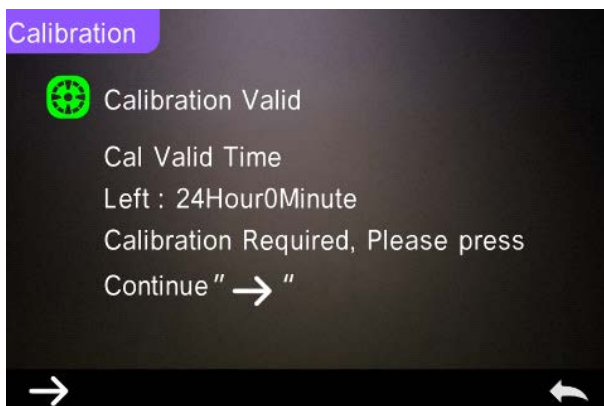 Calibration
Calibration Valid
Cal Valid Time
Left : 24Hour0Minute
Calibration Required, Please press
Continue" → "